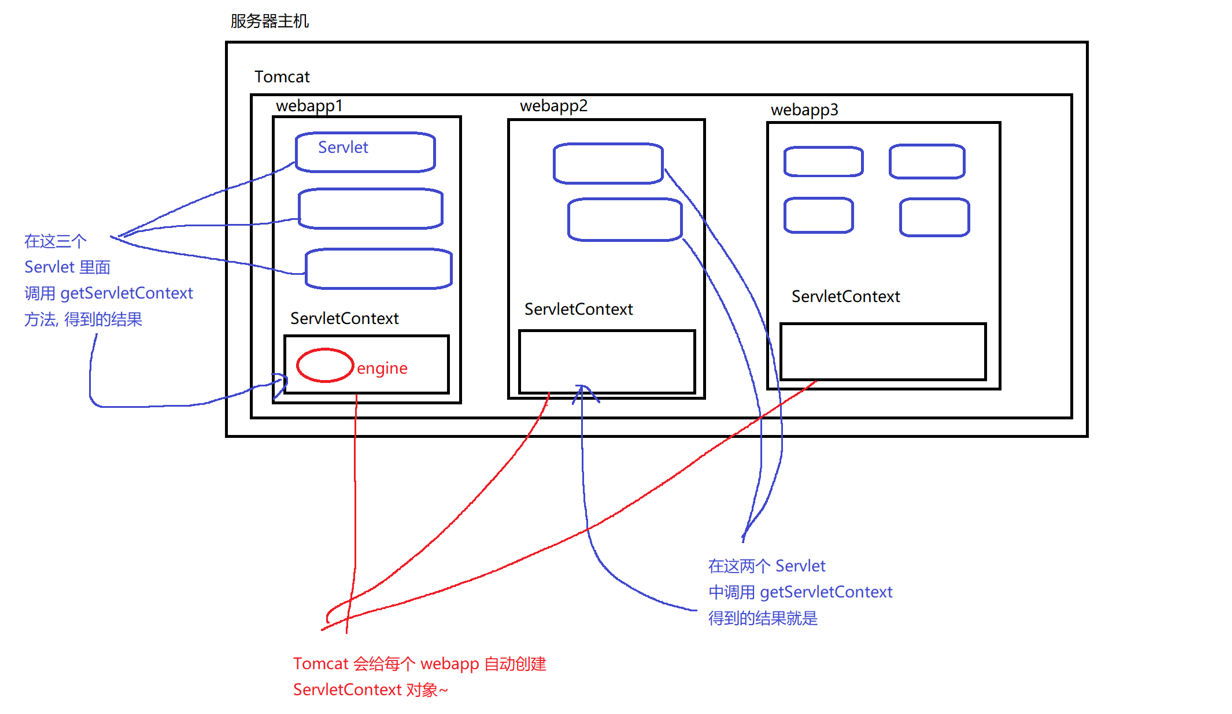 服务器主机
Tomcat
webapp1
webapp2
webapp3
Servlet
在这三个
Servlet 里面
调用 getServletContext
方法, 得到的结果
ServletContext
engine
ServletContext
ServletContext
在这两个 Servlet
中调用 getServletContext
得到的结果就是
Tomcat 会给每个 webapp 自动创建
ServletContext 对象~